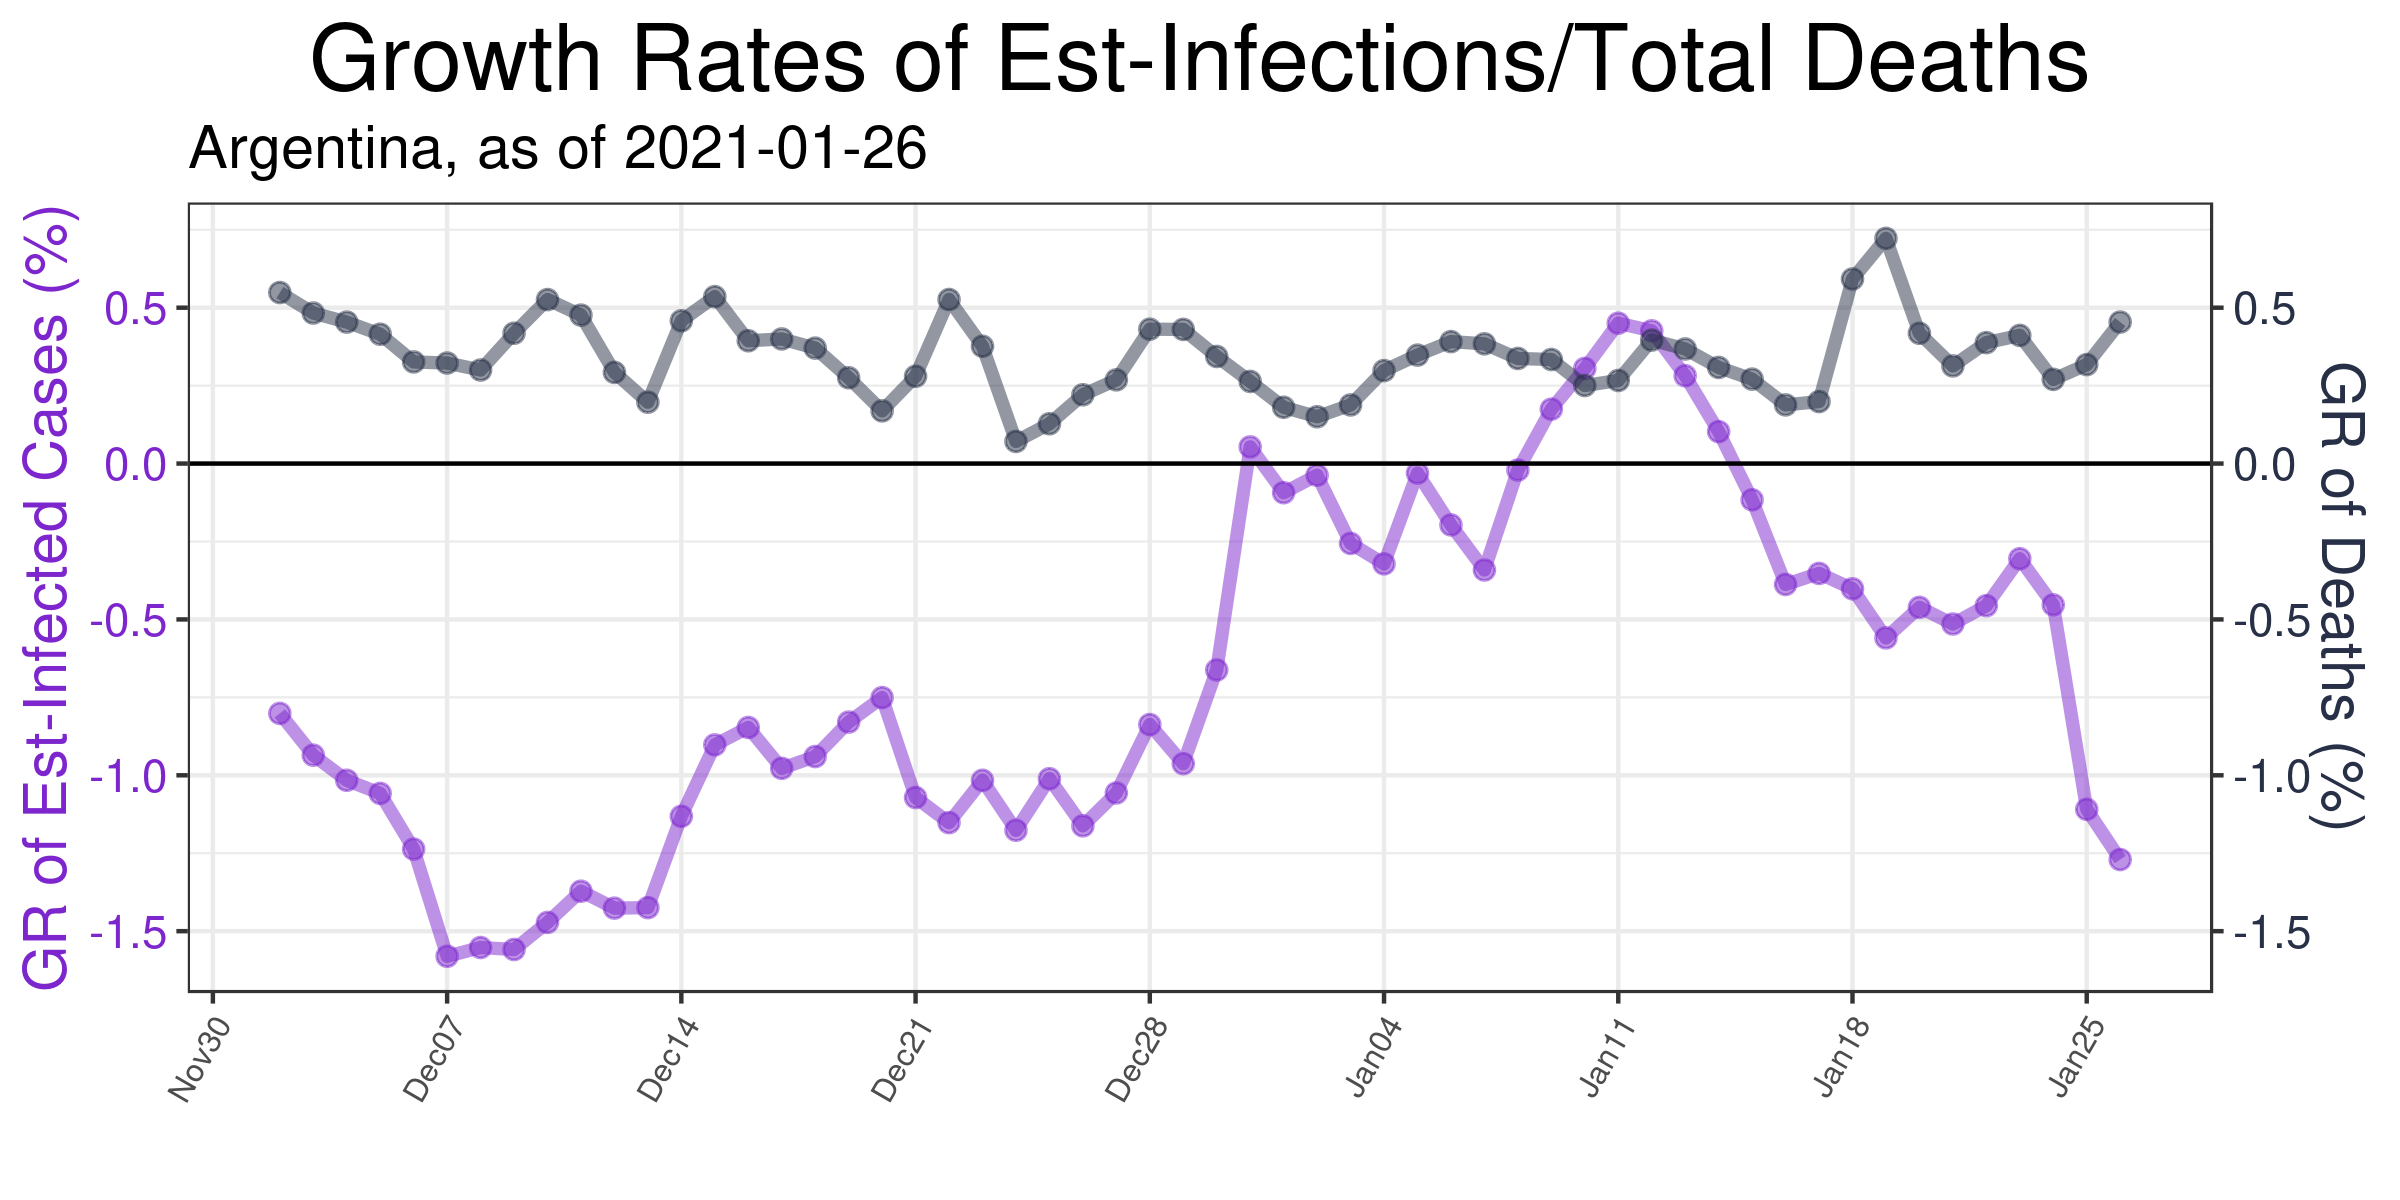 Growth Rates of Est-Infections/Total Deaths
Argentina, as of 2021-01-26
GR of Est-Infected Cases (%)
0.5
0.0
-0.5
-1.0
-1.5
0.5
0.0
-0.5
-1.0
-1.5
GR of Deaths (%)
Nov30
Dec07
Dec14
Dec21
Dec28
Jan04
Jan11
Jan18
Jan25